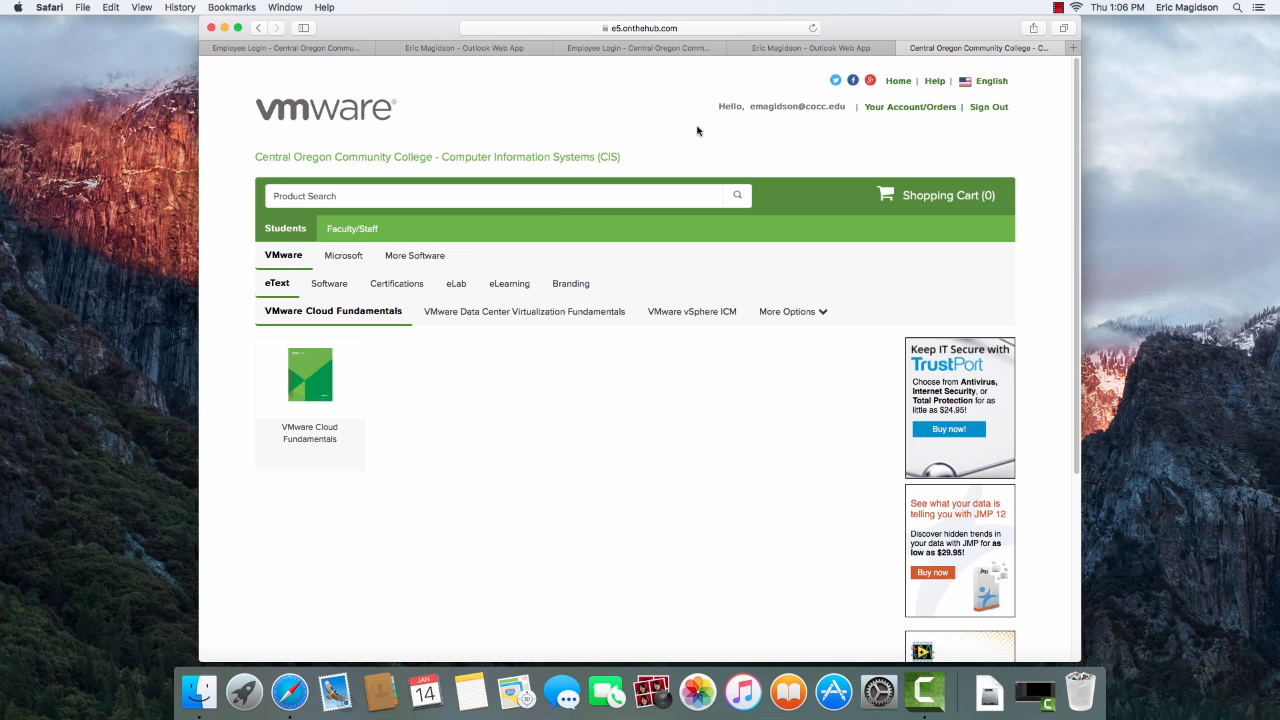 Safari File Edit View History Bookmarks Window Help Thu 1:06 PM Eric Magidson
e5.onthehub.com
Employee Login - Central Oregon Commu... Eric Magidson - Outlook Web App Employee Login - Central Oregon Comm... Eric Magidson - Outlook Web App Central Oregon Community College - C...
Home | Help | English
vmware®
Hello, emagidson@cocc.edu | Your Account/Orders | Sign Out
Central Oregon Community College - Computer Information Systems (CIS)
Product Search
Shopping Cart (0)
Students Faculty/Staff
VMware Microsoft More Software
eText Software Certifications eLab eLearning Branding
VMware Cloud Fundamentals VMware Data Center Virtualization Fundamentals VMware vSphere ICM More Options
VMware Cloud
Fundamentals
Keep IT Secure with
TrustPort
Choose from Antivirus,
Internet Security, or
Total Protection for as
little as $24.95!
Buy now!
See what your data is
telling you with JMP 12
Discover hidden trends in
your data with JMP for as
low as $29.95!
Buy now
jmp
JAN
14
30